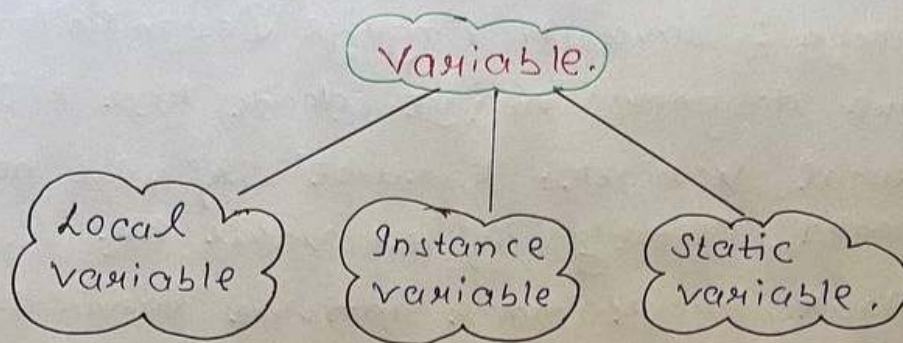 Variable.
Local
variable
Instance
variable
Static
variable.